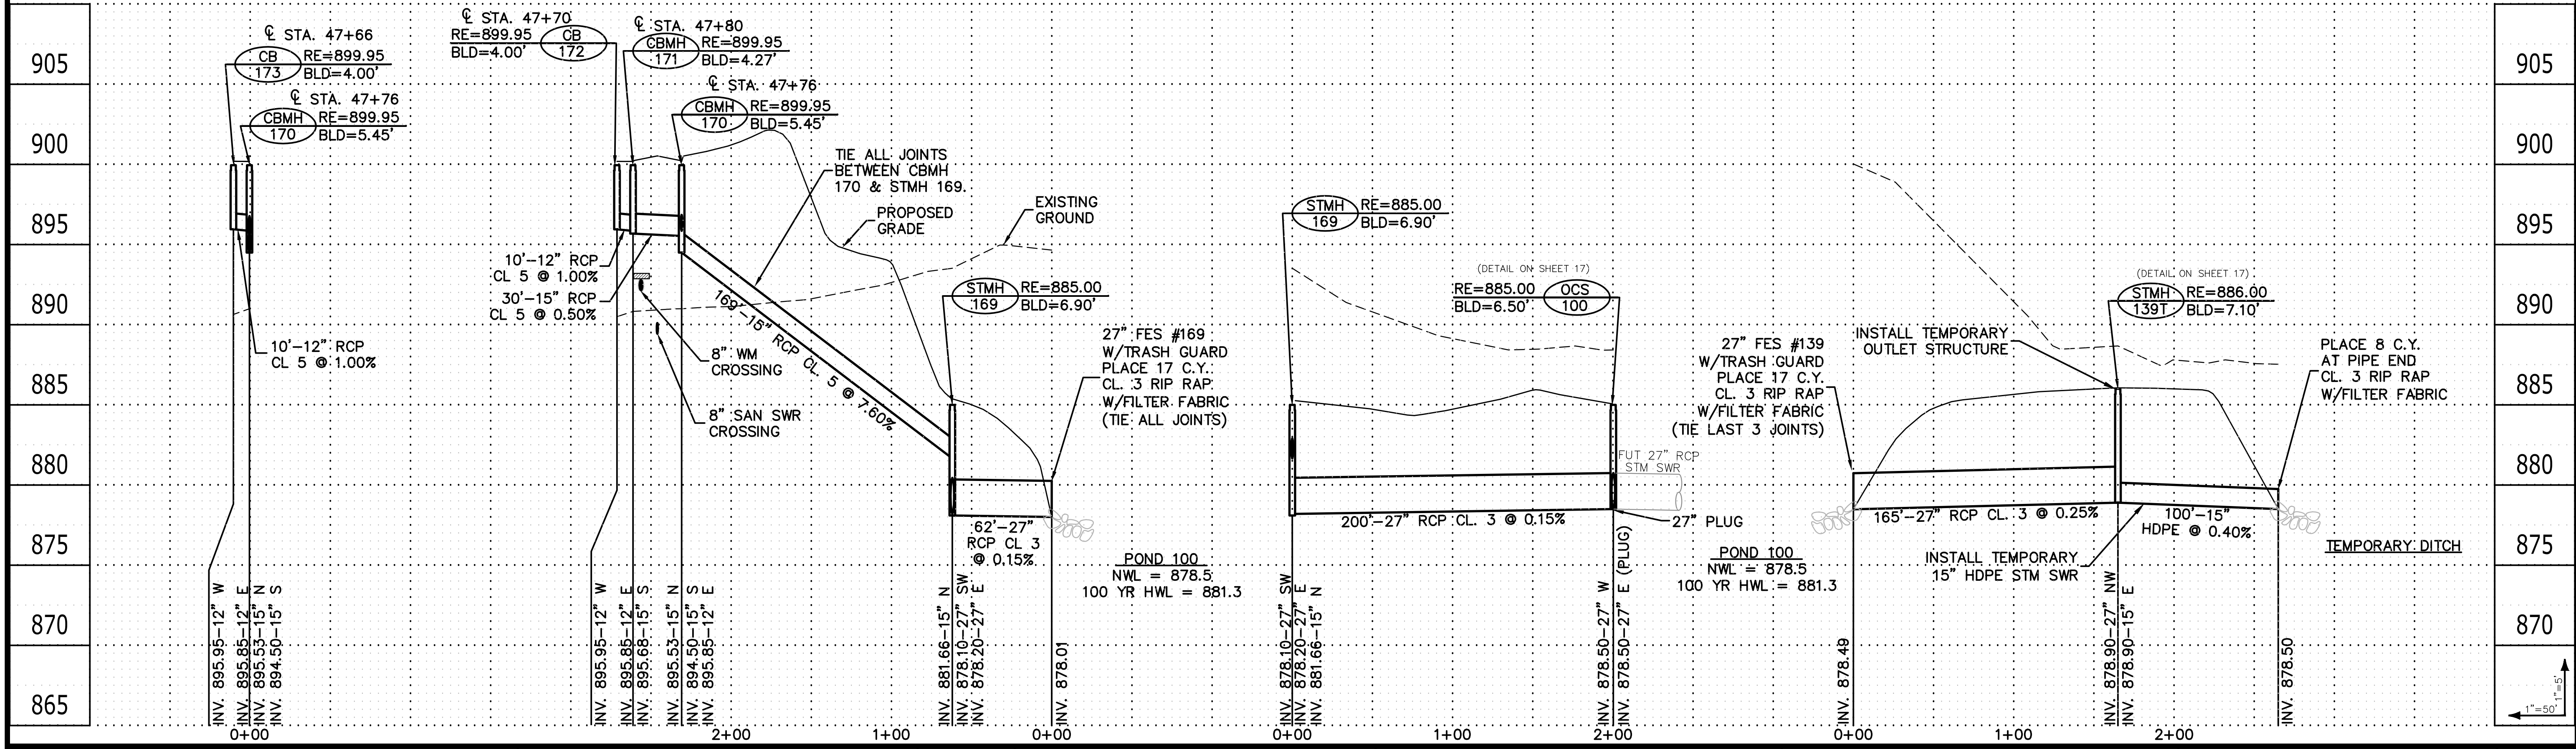 905
900
895
890
885
880
875
870
865
℄ STA. 47+66
CB
173
RE=899.95
BLD=4.00'
℄ STA. 47+76
CBMH
170
RE=899.95
BLD=5.45'
10'-12" RCP
CL 5 @ 1.00%
INV. 895.95-12" W
INV. 895.85-12" E
INV. 895.53-15" N
INV. 894.50-15" S
0+00
℄ STA. 47+70
RE=899.95
BLD=4.00'
CB
172
℄ STA. 47+80
CBMH
171
RE=899.95
BLD=4.27'
℄ STA. 47+76
CBMH
170
RE=899.95
BLD=5.45'
TIE ALL JOINTS
BETWEEN CBMH
170 & STMH 169.
PROPOSED
GRADE
EXISTING
GROUND
10'-12" RCP
CL 5 @ 1.00%
30'-15" RCP
CL 5 @ 0.50%
8" WM
CROSSING
8" SAN SWR
CROSSING
169'-15" RCP CL. 5 @ 7.60%
STMH
169
RE=885.00
BLD=6.90'
27" FES #169
W/TRASH GUARD
PLACE 17 C.Y.
CL. 3 RIP RAP
W/FILTER FABRIC
(TIE ALL JOINTS)
62'-27"
RCP CL 3
@ 0.15%
POND 100
NWL = 878.5
100 YR HWL = 881.3
INV. 895.95-12" W
INV. 895.85-12" E
INV. 895.68-15" S
INV. 895.53-15" N
INV. 894.50-15" S
INV. 895.85-12" E
INV. 881.66-15" N
INV. 878.10-27" SW
INV. 878.20-27" E
INV. 878.01
2+00
1+00
0+00
STMH
169
RE=885.00
BLD=6.90'
(DETAIL ON SHEET 17)
RE=885.00
BLD=6.50'
OCS
100
FUT 27" RCP
STM SWR
200'-27" RCP CL. 3 @ 0.15%
27" PLUG
INV. 878.10-27" SW
INV. 878.20-27" E
INV. 881.66-15" N
INV. 878.50-27" W
INV. 878.50-27" E (PLUG)
0+00
1+00
2+00
POND 100
NWL = 878.5
100 YR HWL = 881.3
27" FES #139
W/TRASH GUARD
PLACE 17 C.Y.
CL. 3 RIP RAP
W/FILTER FABRIC
(TIE LAST 3 JOINTS)
INSTALL TEMPORARY
OUTLET STRUCTURE
(DETAIL ON SHEET 17)
STMH
139T
RE=886.00
BLD=7.10'
PLACE 8 C.Y.
AT PIPE END
CL. 3 RIP RAP
W/FILTER FABRIC
165'-27" RCP CL. 3 @ 0.25%
100'-15"
HDPE @ 0.40%
INSTALL TEMPORARY
15" HDPE STM SWR
TEMPORARY DITCH
INV. 878.49
INV. 878.90-27" NW
INV. 878.90-15" E
INV. 878.50
0+00
1+00
2+00
905
900
895
890
885
880
875
870
1"=5'
1"=50'